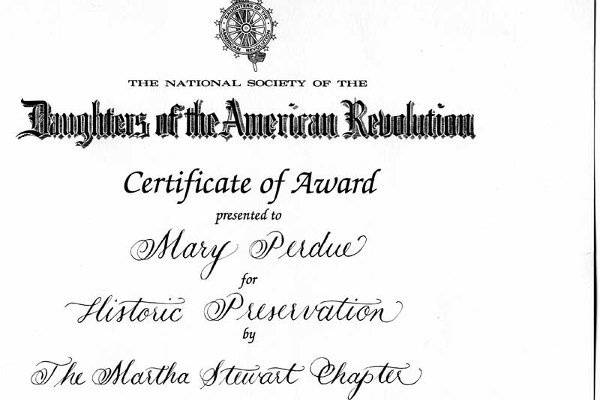 THE NATIONAL SOCIETY OF THE
Daughters of the American Revolution
Certificate of Award
presented to
Mary Perdue
for
Historic Preservation
by
The Martha Stewart Chapter